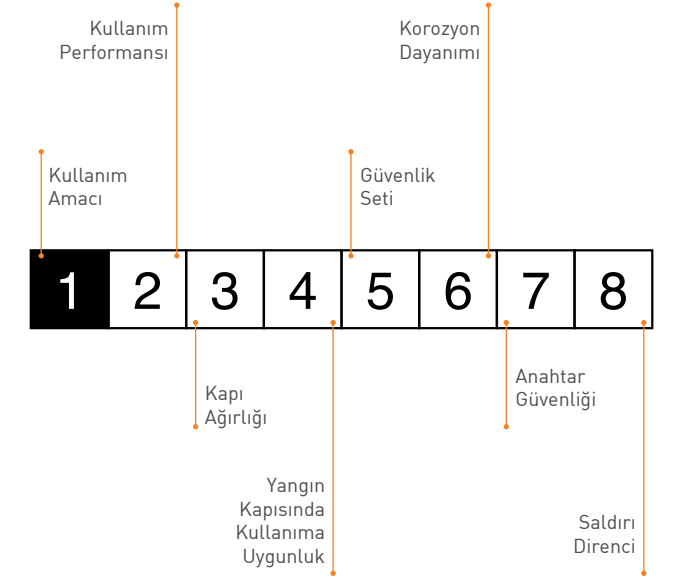 Kullanım
Performansı
Korozyon
Dayanımı
Kullanım
Amacı
Güvenlik
Seti
1 2 3 4 5 6 7 8
Kapı
Ağırlığı
Anahtar
Güvenliği
Yangın
Kapısında
Kullanıma
Uygunluk
Saldırı
Direnci